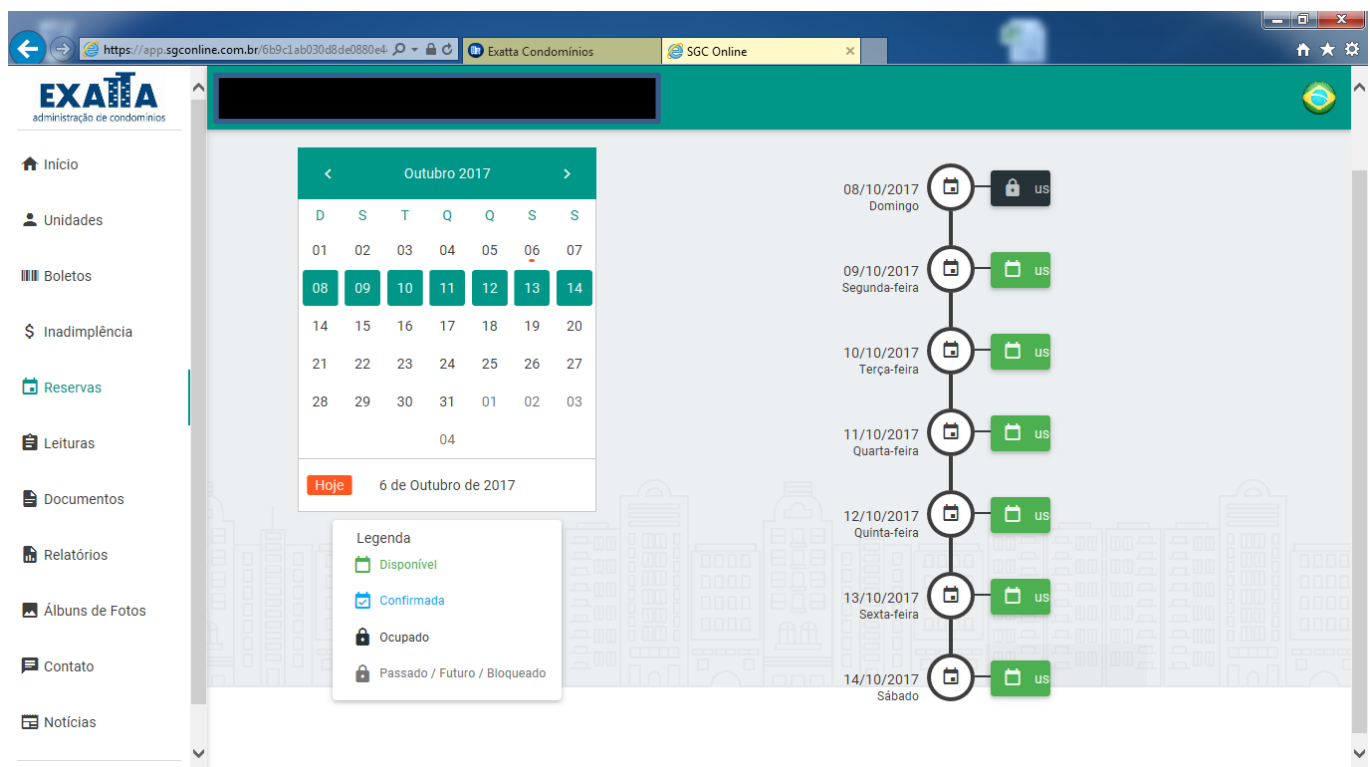 https://app.sgconline.com.br/6b9c1ab030d8de0880e4
Exatta Condomínios
SGC Online
EXATTA
administração de condomínios
Início
Unidades
Boletos
Inadimplência
Reservas
Leituras
Documentos
Relatórios
Álbuns de Fotos
Contato
Notícias
Outubro 2017
D S T Q Q S S
01 02 03 04 05 06 07
08 09 10 11 12 13 14
14 15 16 17 18 19 20
21 22 23 24 25 26 27
28 29 30 31 01 02 03
04
Hoje 6 de Outubro de 2017
Legenda
Disponível
Confirmada
Ocupado
Passado / Futuro / Bloqueado
08/10/2017 us
Domingo
09/10/2017 us
Segunda-feira
10/10/2017 us
Terça-feira
11/10/2017 us
Quarta-feira
12/10/2017 us
Quinta-feira
13/10/2017 us
Sexta-feira
14/10/2017 us
Sábado